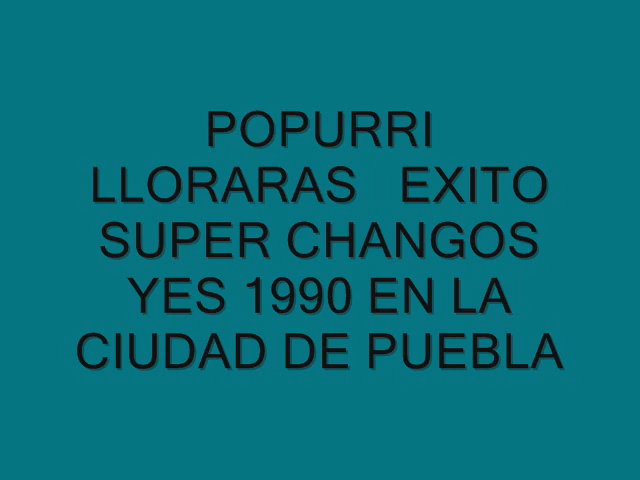 POPURRI
LLORARAS EXITO
SUPER CHANGOS
YES 1990 EN LA
CIUDAD DE PUEBLA